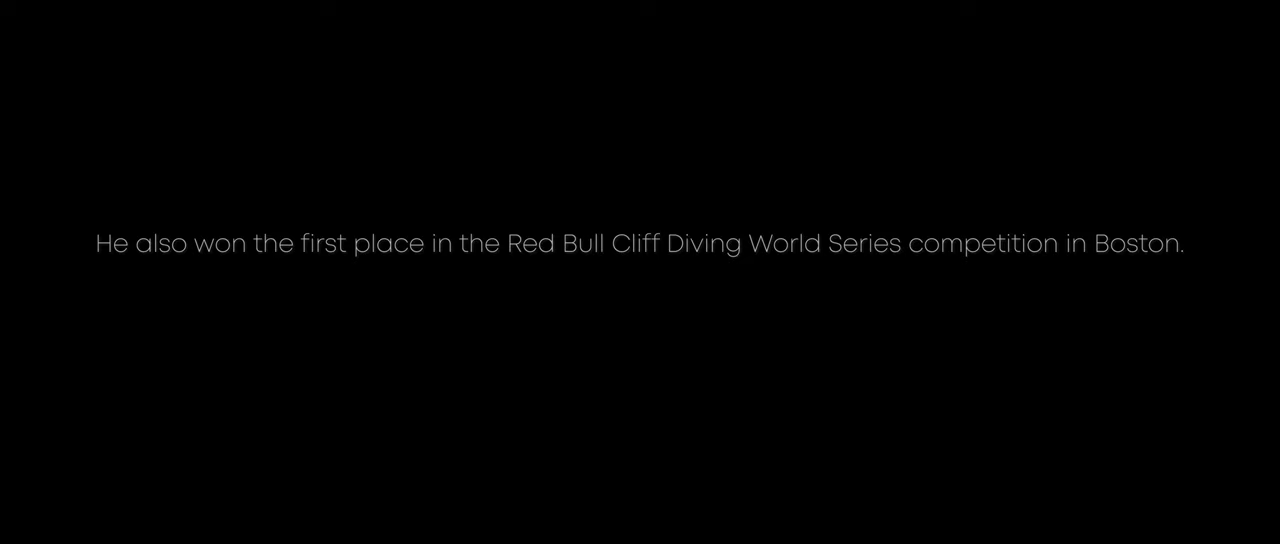 He also won the first place in the Red Bull Cliff Diving World Series competition in Boston.